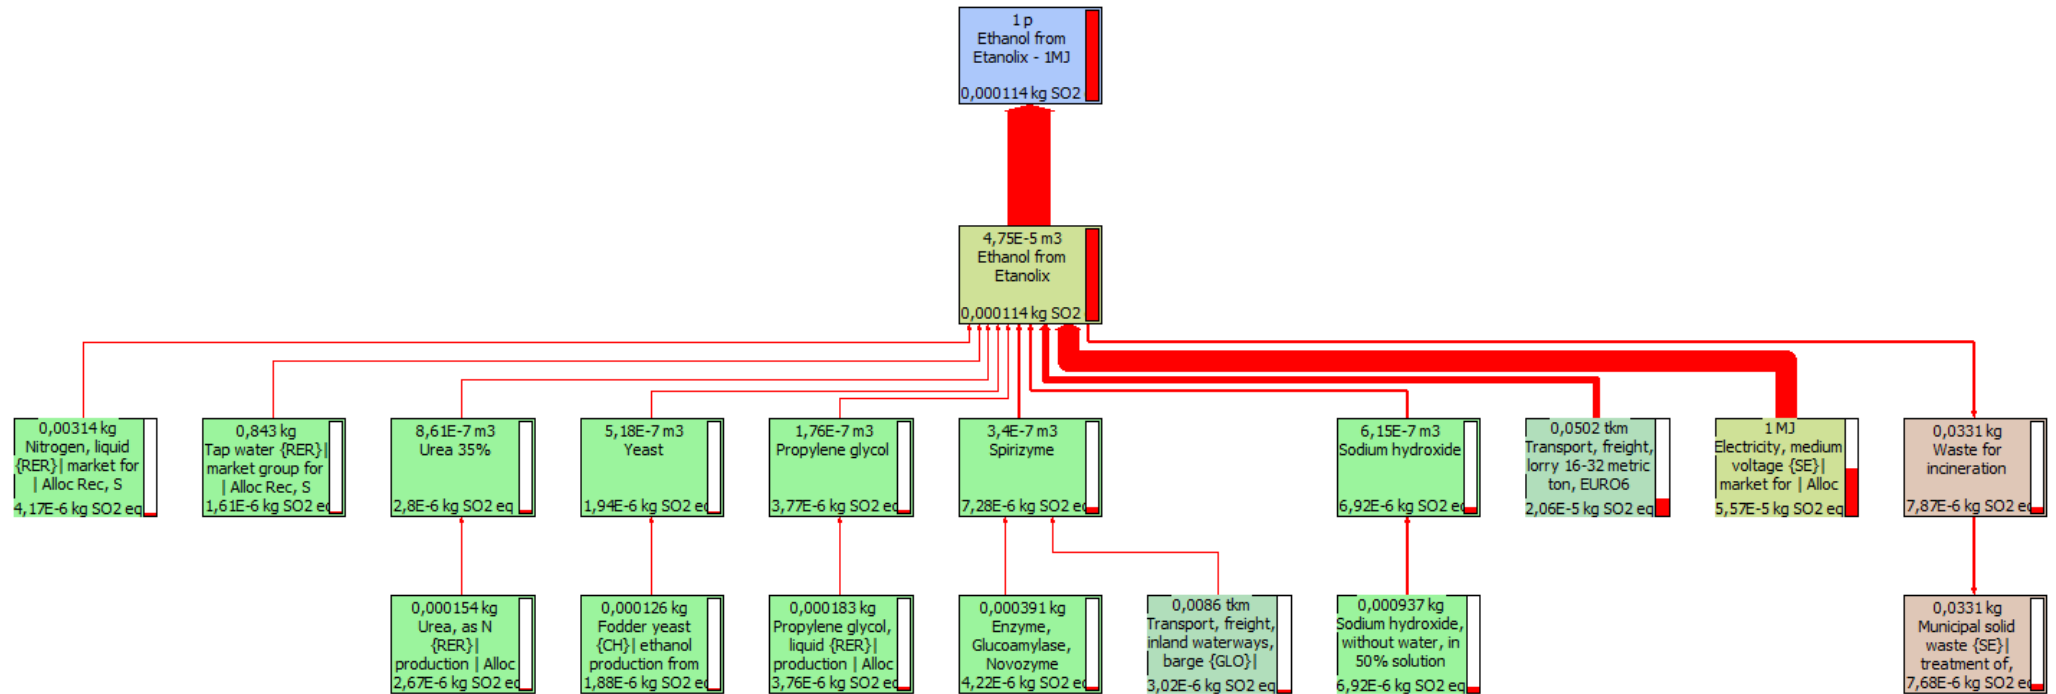 1 p
Ethanol from
Etanolix - 1MJ
0,000114 kg SO2
4,75E-5 m3
Ethanol from
Etanolix
0,000114 kg SO2
0,00314 kg
Nitrogen, liquid
{RER}| market for
| Alloc Rec, S
4,17E-6 kg SO2 eq
0,843 kg
Tap water {RER}|
market group for
| Alloc Rec, S
1,61E-6 kg SO2 eq
8,61E-7 m3
Urea 35%
2,8E-6 kg SO2 eq
5,18E-7 m3
Yeast
1,94E-6 kg SO2 eq
1,76E-7 m3
Propylene glycol
3,77E-6 kg SO2 eq
3,4E-7 m3
Spirizyme
7,28E-6 kg SO2 eq
6,15E-7 m3
Sodium hydroxide
6,92E-6 kg SO2 eq
0,0502 tkm
Transport, freight,
lorry 16-32 metric
ton, EURO6
2,06E-5 kg SO2 eq
1 MJ
Electricity, medium
voltage {SE}|
market for | Alloc
5,57E-5 kg SO2 eq
0,0331 kg
Waste for
incineration
7,87E-6 kg SO2 eq
0,000154 kg
Urea, as N
{RER}|
production | Alloc
2,67E-6 kg SO2 eq
0,000126 kg
Fodder yeast
{CH}| ethanol
production from
1,88E-6 kg SO2 eq
0,000183 kg
Propylene glycol,
liquid {RER}|
production | Alloc
3,76E-6 kg SO2 eq
0,000391 kg
Enzyme,
Glucoamylase,
Novozyme
4,22E-6 kg SO2 eq
0,0086 tkm
Transport, freight,
inland waterways,
barge {GLO}|
3,02E-6 kg SO2 eq
0,000937 kg
Sodium hydroxide,
without water, in
50% solution
6,92E-6 kg SO2 eq
0,0331 kg
Municipal solid
waste {SE}|
treatment of,
7,68E-6 kg SO2 eq